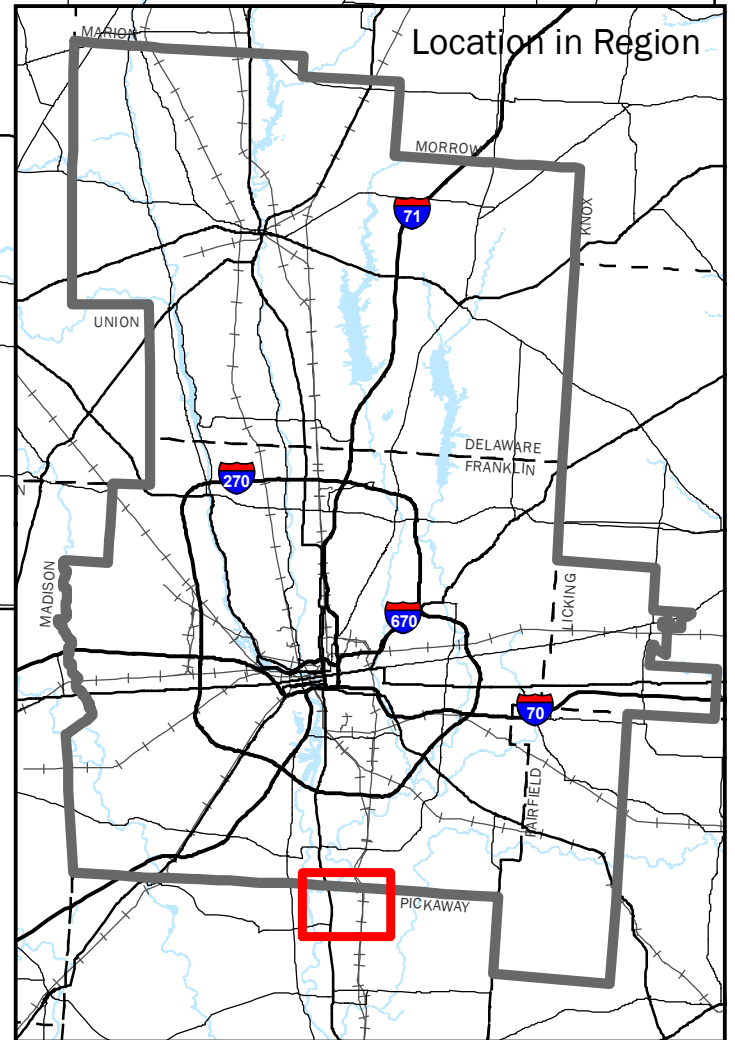 MARION
Location in Region
MORROW
71
KNOX
UNION
DELAWARE
FRANKLIN
270
N
MADISON
LICKING
670
70
FAIRFIELD
PICKAWAY